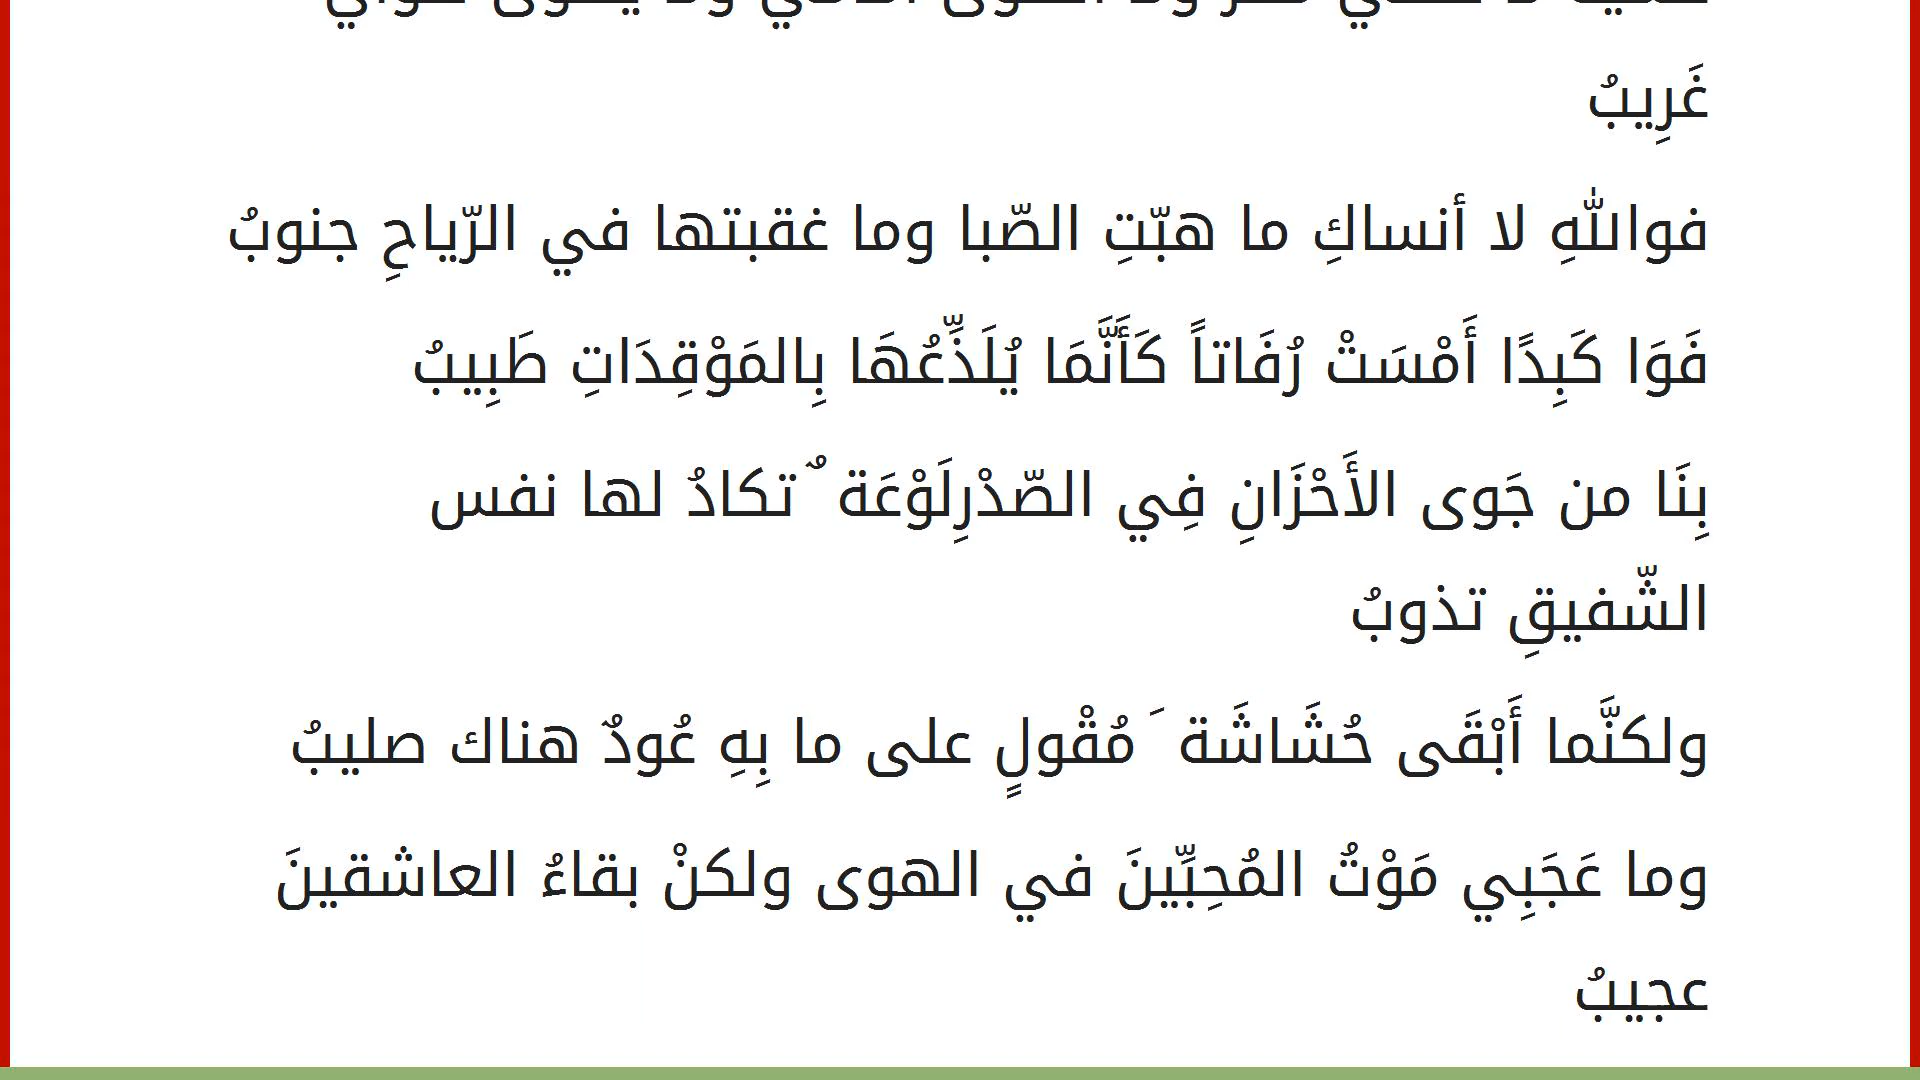 غَرِيبُ
فواللهِ لا أنساكِ ما هبّتِ الصّبا وما غقبتها في الرّياحِ جنوبُ
فَوَا كَبِدًا أَمْسَتْ رُفَاتاً كَأَنَّمَا يُلَذِّعُهَا بِالمَوْقِدَاتِ طَبِيبُ
بِنَا من جَوى الأَحْزَانِ فِي الصّدْرِلَوْعَة ٌ تكادُ لها نفس
الشّفيقِ تذوبُ
ولكنَّما أَبْقَى حُشَاشَة َ مُقْولٍ على ما بِهِ عُودٌ هناك صليبُ
وما عَجَبِي مَوْتُ المُحِبِّينَ في الهوى ولكنْ بقاءُ العاشقينَ
عجيبُ